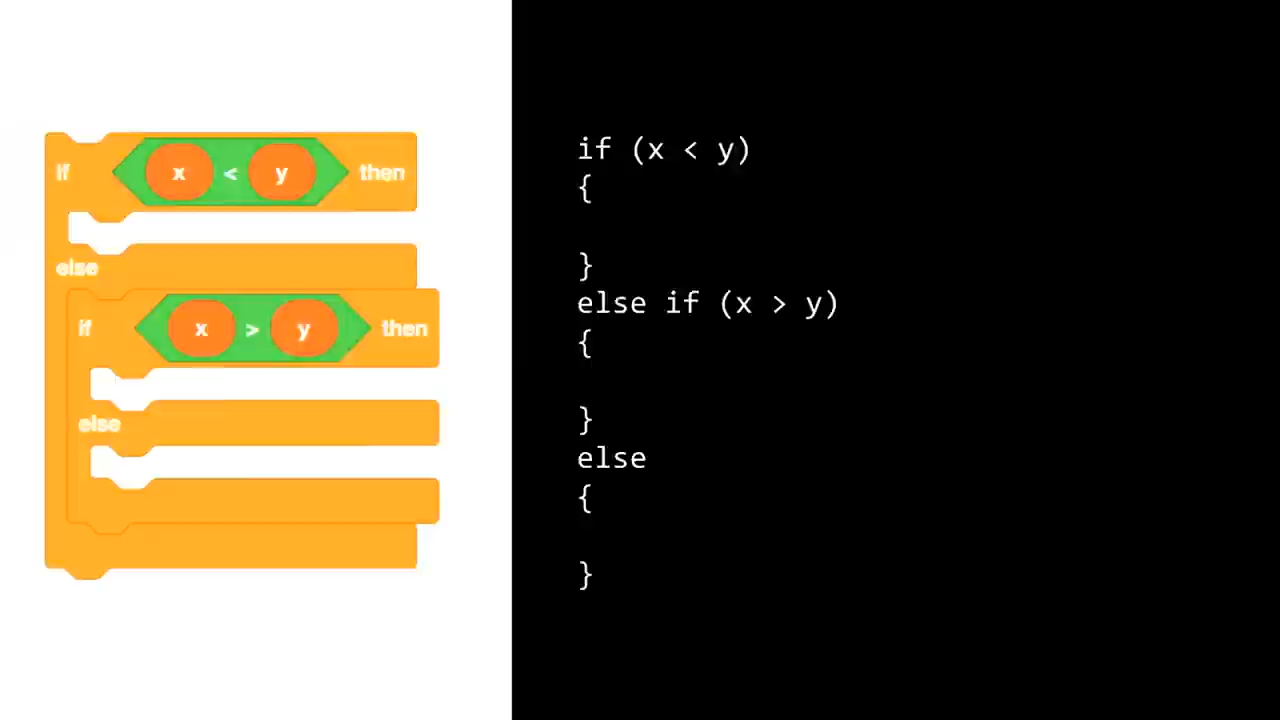 if x < y then
else
if x > y then
else
if (x < y)
{
}
else if (x > y)
{
}
else
{
}